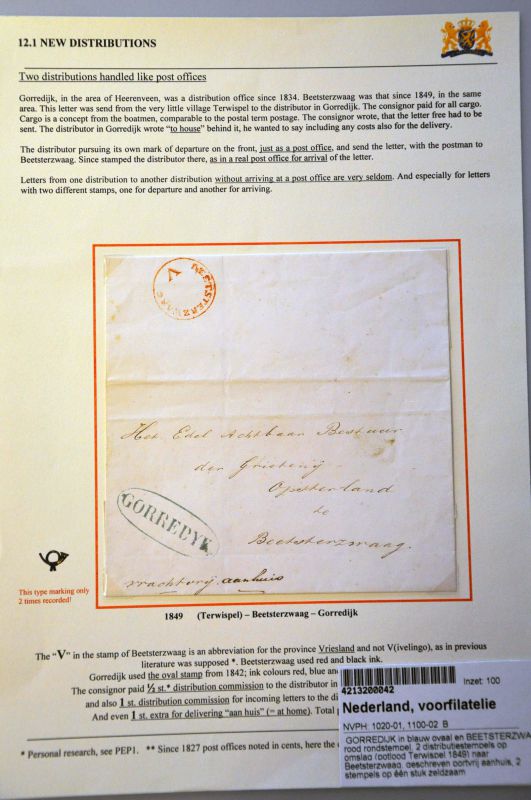 12.1 NEW DISTRIBUTIONS
Two distributions handled like post offices
Gorredijk, in the area of Heerenveen, was a distribution office since 1834. Beetsterzwaag was that since 1849, in the same
area. This letter was send from the very little village Terwispel to the distributor in Gorredijk. The consignor paid for all cargo.
Cargo is a concept from the boatmen, comparable to the postal term postage. The consignor wrote, that the letter free had to be
sent. The distributor in Gorredijk wrote "to house" behind it, he wanted to say including any costs also for the delivery.
The distributor pursuing its own mark of departure on the front, just as a post office, and send the letter, with the postman to
Beetsterzwaag. Since stamped the distributor there, as in a real post office for arrival of the letter.
Letters from one distribution to another distribution without arriving at a post office are very seldom. And especially for letters
with two different stamps, one for departure and another for arriving.
BEETSTERZWAAG
V
Het Edel Achtbaar Bestuur
der Grietenij
Opsterland
te
Beetsterzwaag.
GORREDYK
vrachtvrij aanhuis
This type marking only
2 times recorded!
1849 (Terwispel) – Beetsterzwaag – Gorredijk
The "V" in the stamp of Beetsterzwaag is an abbreviation for the province Vriesland and not V(ivelingo), as in previous
literature was supposed *. Beetsterzwaag used red and black ink.
Gorredijk used the oval stamp from 1842; ink colours red, blue and
The consignor paid ½ st.* distribution commission to the distributor in
and also 1 st. distribution commission for incoming letters to the di
And even 1 st. extra for delivering "aan huis" (= at home). Total
* Personal research, see PEP1. ** Since 1827 post offices noted in cents, here the
4213200042
Inzet: 100
Nederland, voorfilatelie
NVPH: 1020-01, 1100-02 B
GORREDIJK in blauw ovaal en BEETSTERZWA
rood rondstempel, 2 distributiestempels op
omslag (potlood Terwispel 1849) naar
Beetsterzwaag, geschreven portvrij aanhuis, 2
stempels op één stuk zeldzaam